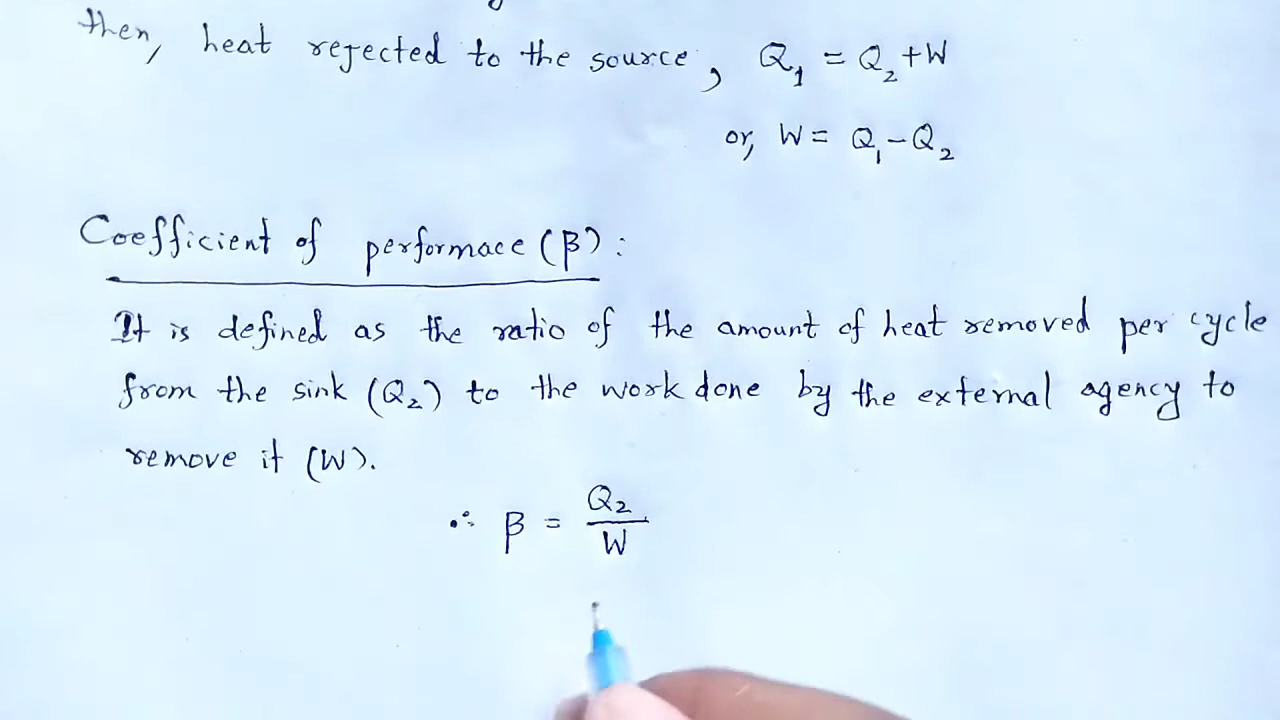 then, heat rejected to the source, Q₁ = Q₂+W
or, W = Q₁-Q₂
Coefficient of performace (β):
It is defined as the ratio of the amount of heat removed per cycle
from the sink (Q₂) to the work done by the external agency to
remove it (W).
∴ β = Q₂/W